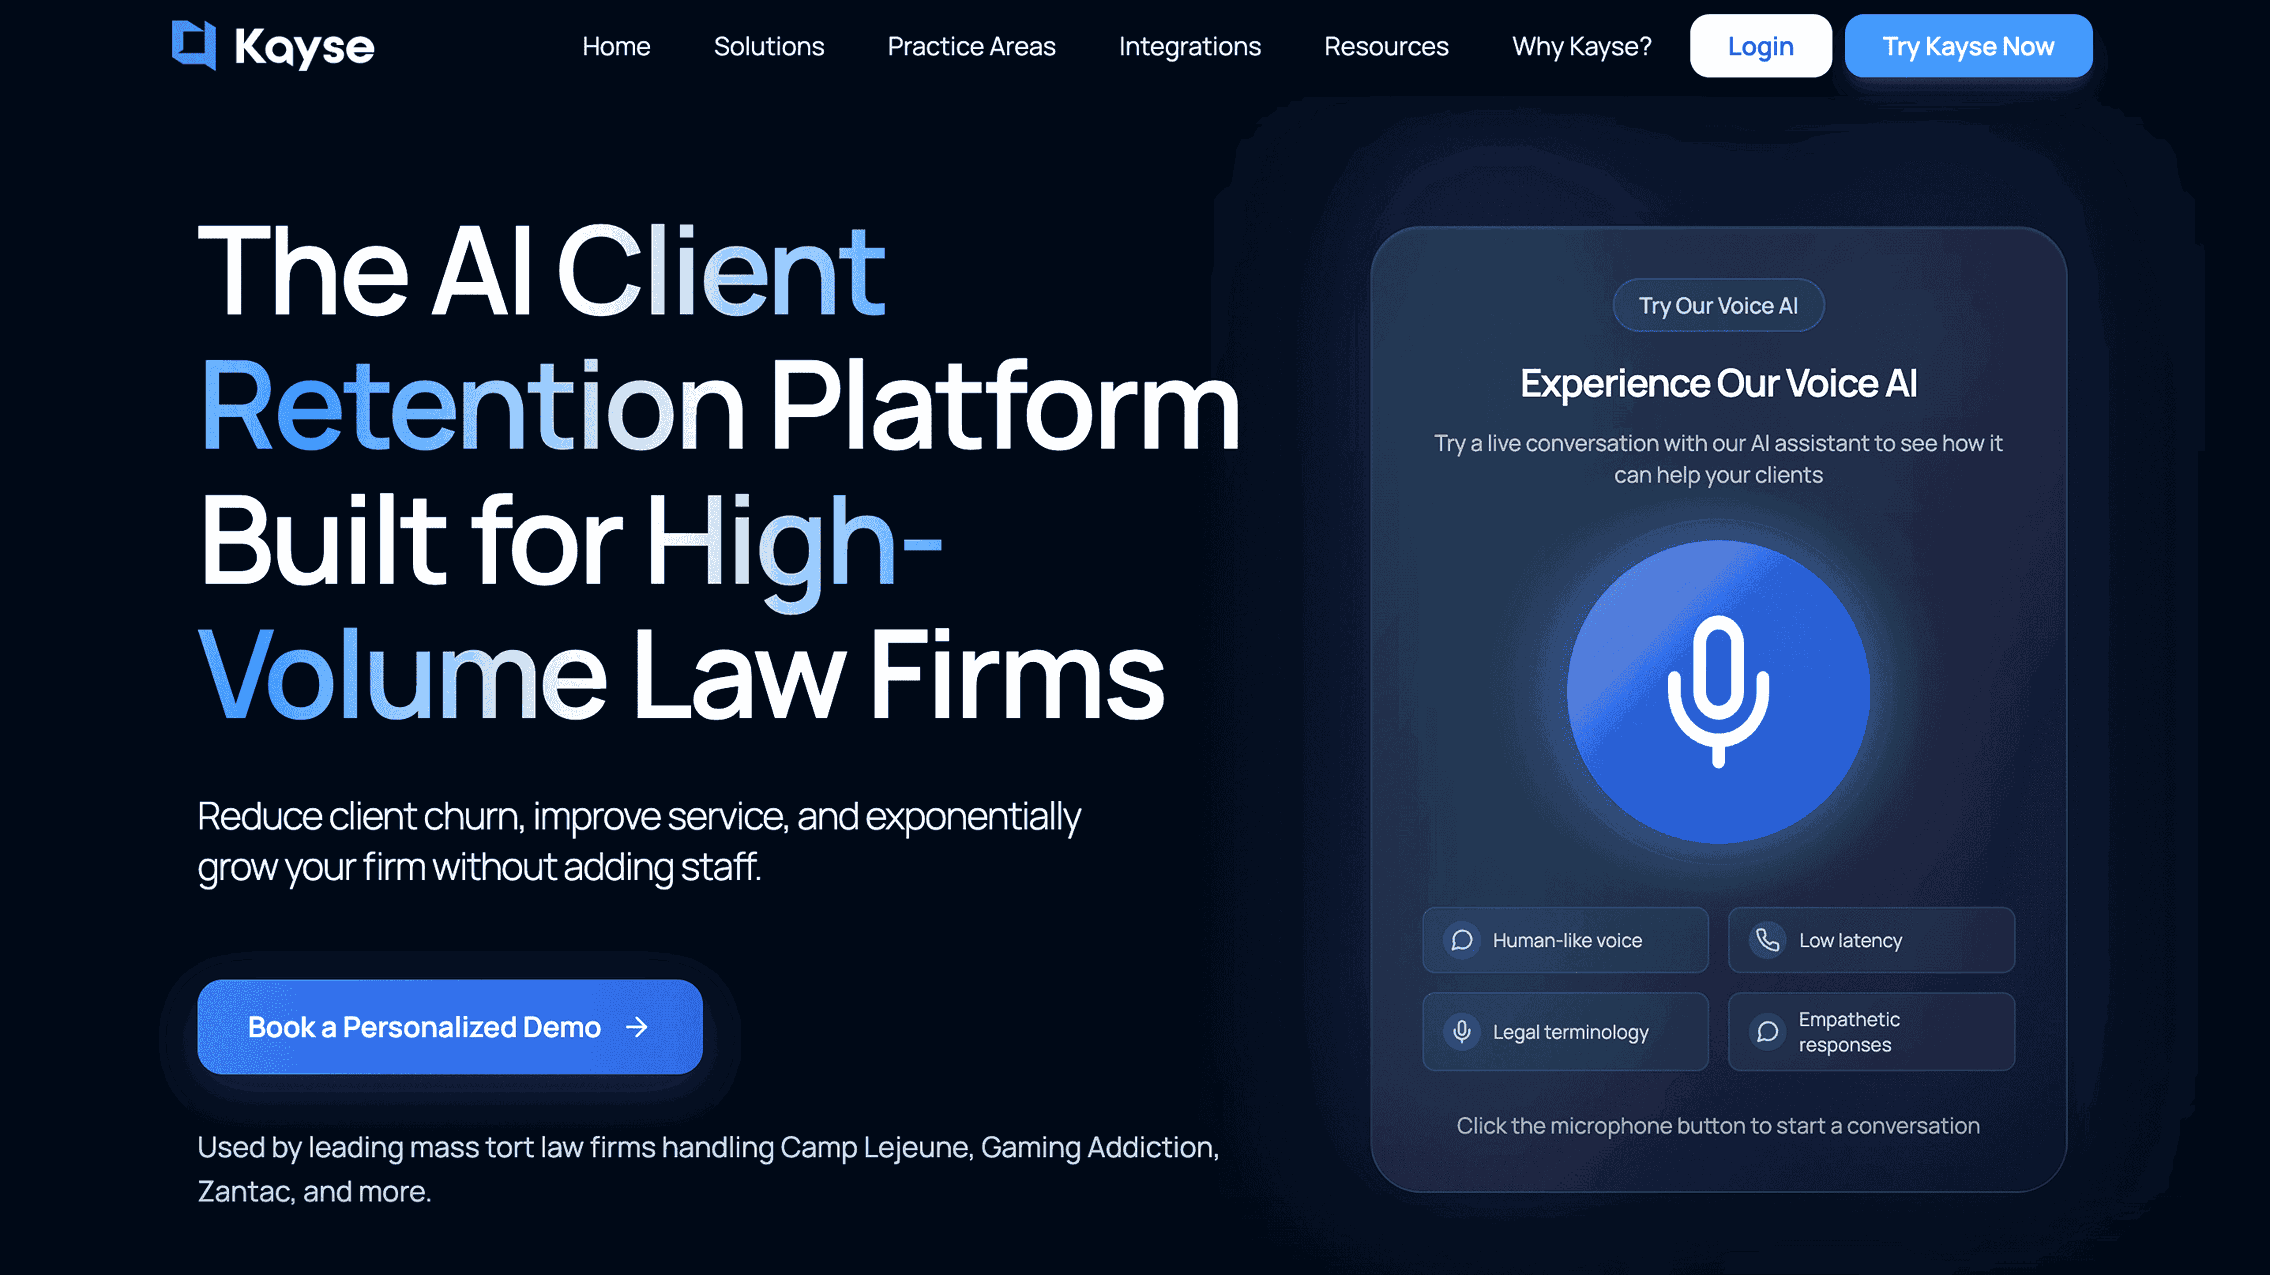 Kayse
Home
Solutions
Practice Areas
Integrations
Resources
Why Kayse?
Login
Try Kayse Now
The AI Client
Retention Platform
Built for High-
Volume Law Firms
Reduce client churn, improve service, and exponentially
grow your firm without adding staff.
Book a Personalized Demo
Used by leading mass tort law firms handling Camp Lejeune, Gaming Addiction,
Zantac, and more.
Try Our Voice AI
Experience Our Voice AI
Try a live conversation with our AI assistant to see how it
can help your clients
Human-like voice
Low latency
Legal terminology
Empathetic
responses
Click the microphone button to start a conversation